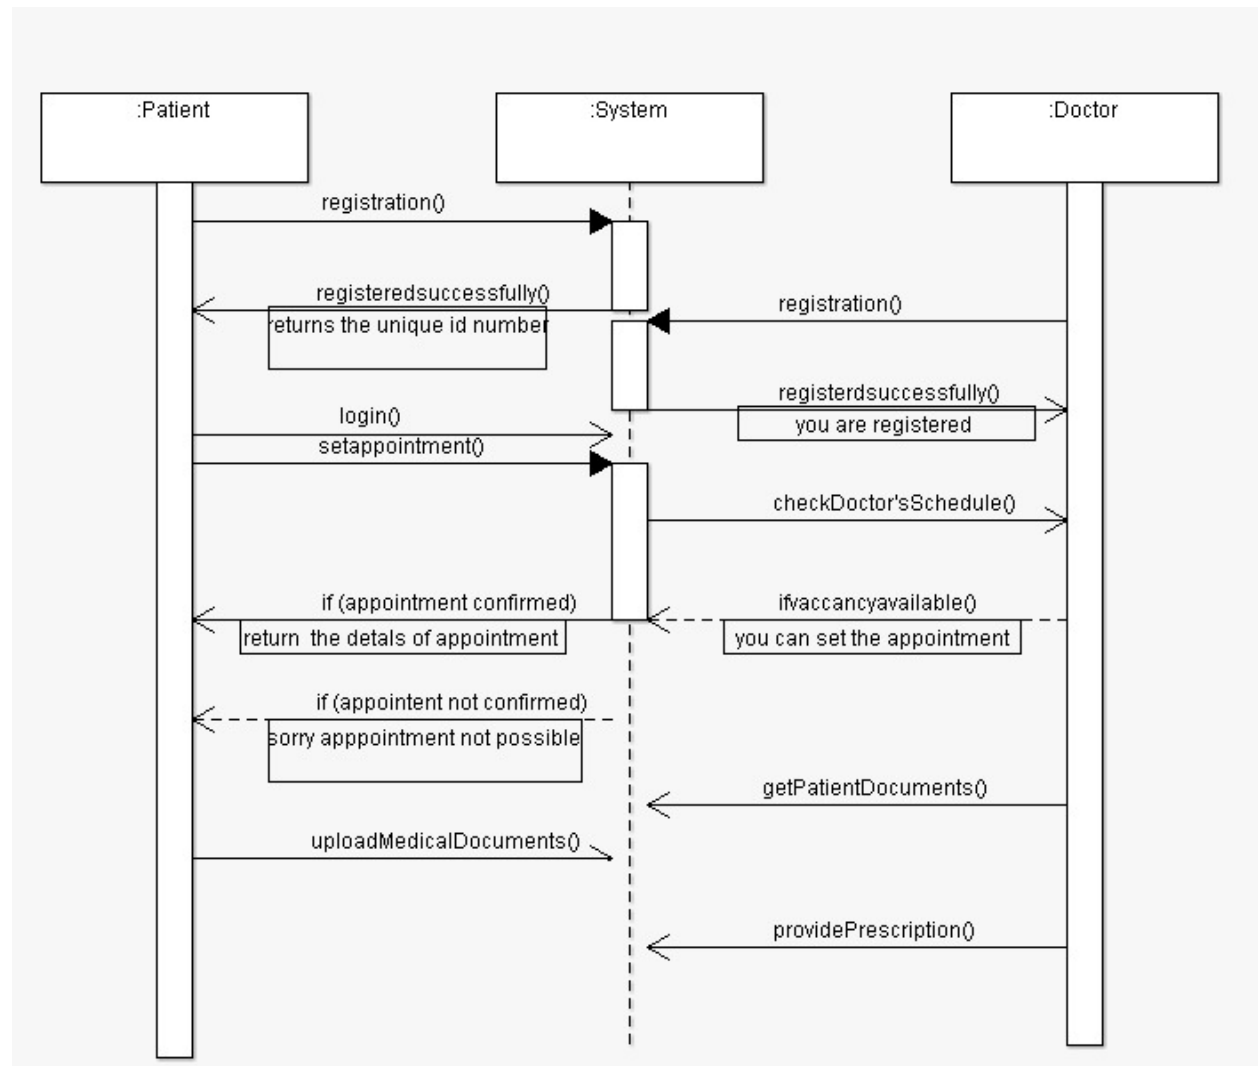 :Patient
:System
:Doctor
registration()
registeredsuccessfully()
returns the unique id number
registration()
registerdsuccessfully()
you are registered
login()
setappointment()
checkDoctor'sSchedule()
if (appointment confirmed)
return  the detals of appointment
ifvaccancyavailable()
you can set the appointment
if (appointent not confirmed)
sorry apppointment not possible
getPatientDocuments()
uploadMedicalDocuments()
providePrescription()